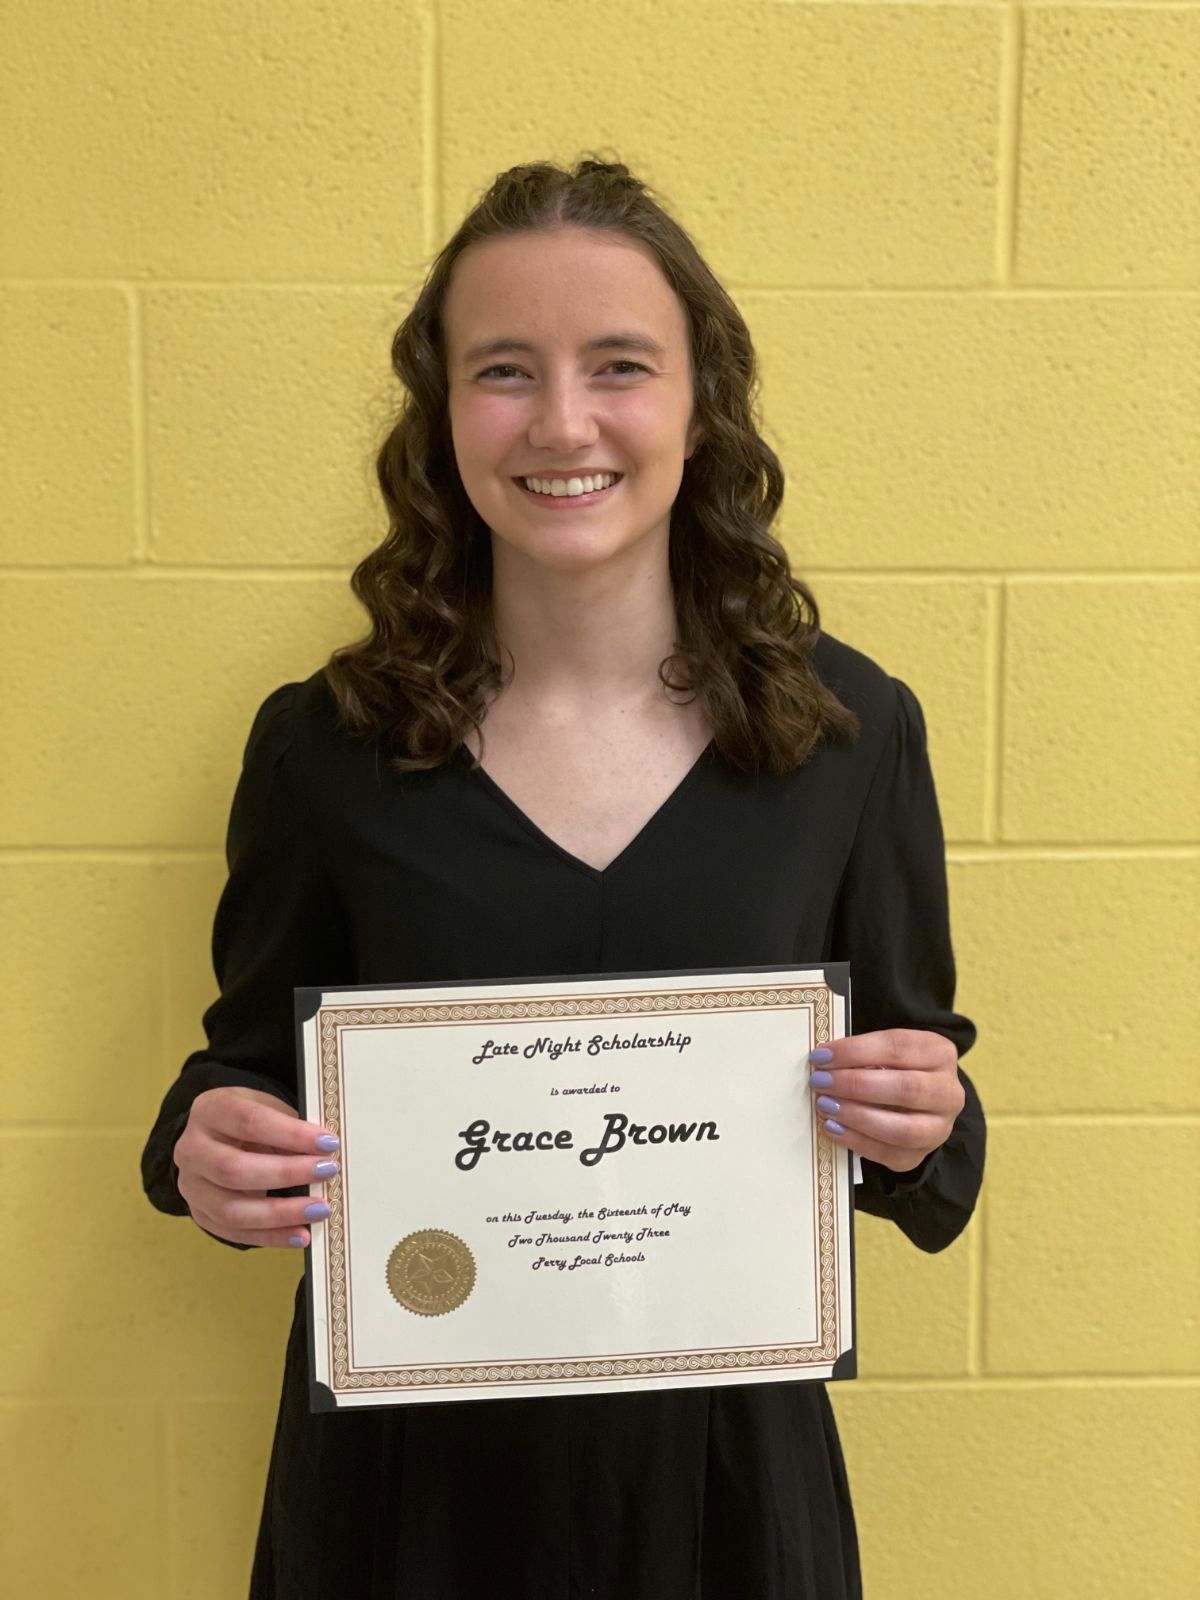 Late Night Scholarship
is awarded to
Grace Brown
on this Tuesday, the Sixteenth of May
Two Thousand Twenty Three
Perry Local Schools